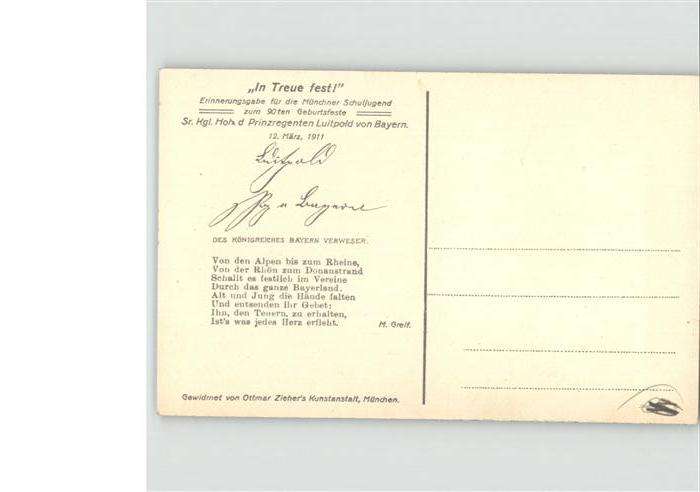 „In Treue fest!"
Erinnerungsgabe für die Münchner Schuljugend
zum 90ten Geburtsfeste
Sr. Kgl. Hoh. d Prinzregenten Luitpold von Bayern.
12. März, 1911
Luitpold
v Bayern
DES KÖNIGREICHES BAYERN VERWESER.
Von den Alpen bis zum Rheine,
Von der Rhön zum Donaustrand
Schallt es festlich im Vereine
Durch das ganze Bayerland.
Alt und Jung die Hände falten
Und entsenden Ihr Gebet:
Ihn, den Teuern, zu erhalten,
Ist's was jedes Herz erfleht.
M. Greif.
Gewidmet von Ottmar Zieher's Kunstanstalt, München.